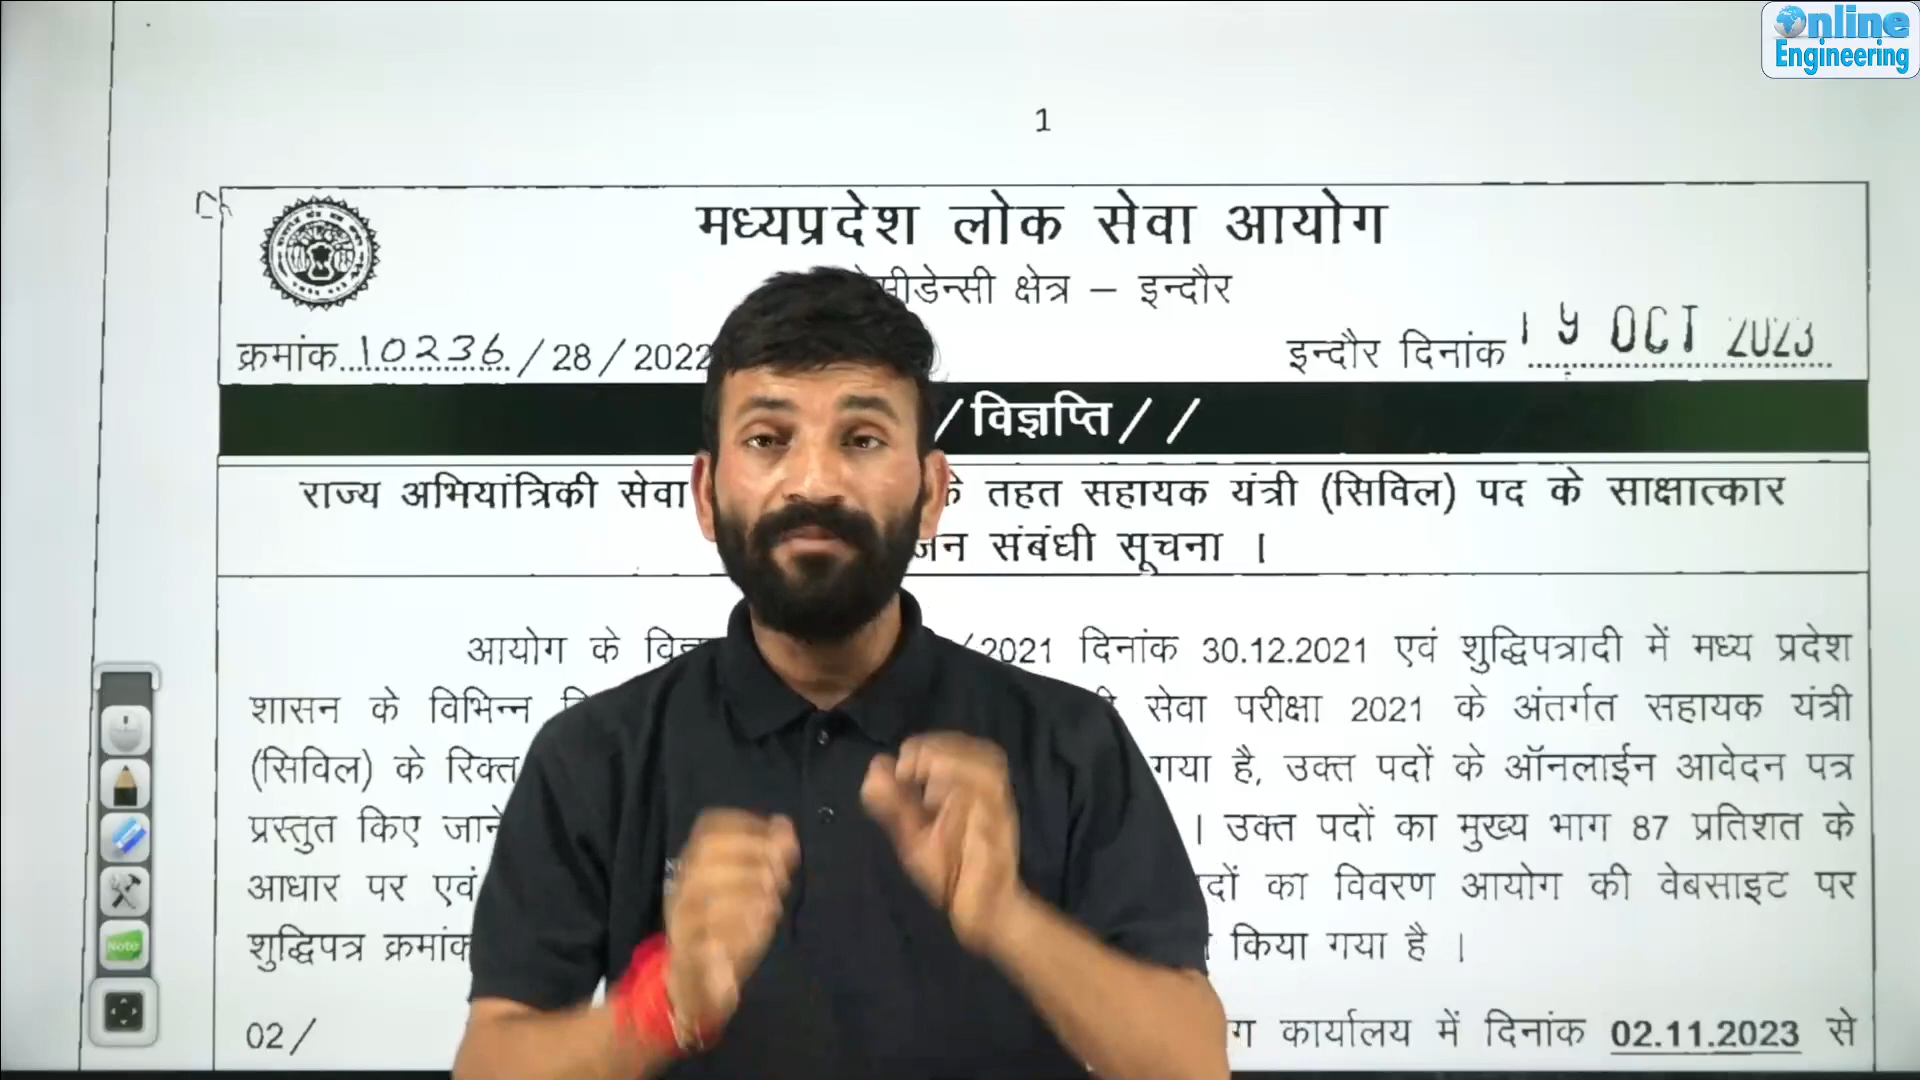 Online
Engineering
1
मध्यप्रदेश लोक सेवा आयोग
क्षेत्र – इन्दौर
क्रमांक 10236 / 28 / 2022 इन्दौर दिनांक 19 OCT 2023
/विज्ञप्ति//
राज्य अभियांत्रिकी सेवा के तहत सहायक यंत्री (सिविल) पद के साक्षात्कार
संबंधी सूचना ।
आयोग के /2021 दिनांक 30.12.2021 एवं शुद्धिपत्रादी में मध्य प्रदेश
शासन के विभिन्न सेवा परीक्षा 2021 के अंतर्गत सहायक यंत्री
(सिविल) के रिक्त गया है, उक्त पदों के ऑनलाईन आवेदन पत्र
प्रस्तुत किए जाने । उक्त पदों का मुख्य भाग 87 प्रतिशत के
आधार पर एवं का विवरण आयोग की वेबसाइट पर
शुद्धिपत्र क्रमांक किया गया है ।
02/ कार्यालय में दिनांक 02.11.2023 से
Note